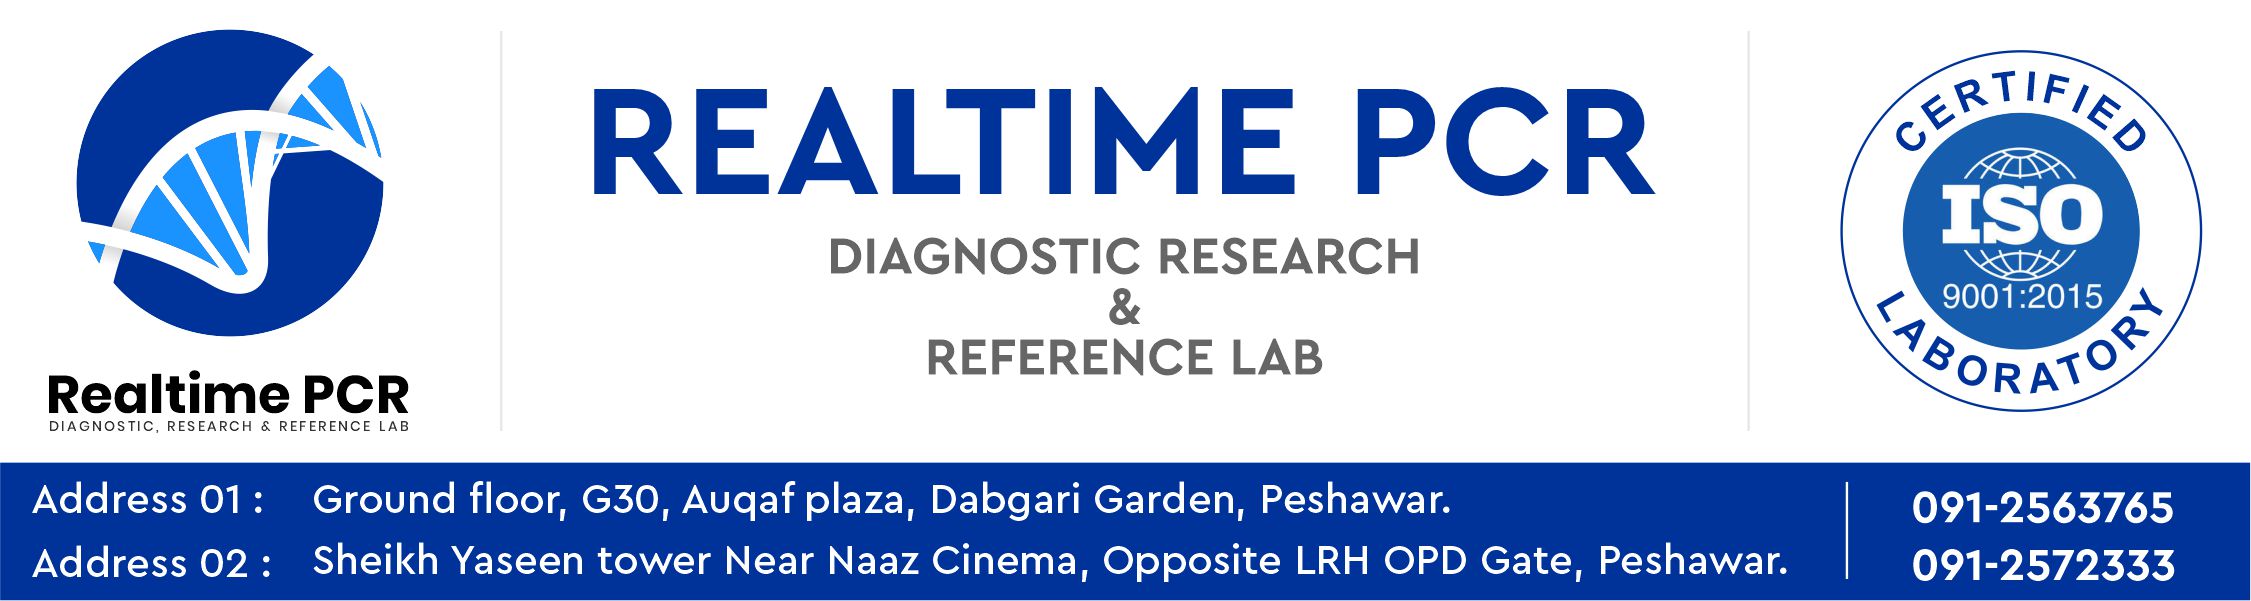 Realtime PCR
DIAGNOSTIC, RESEARCH & REFERENCE LAB
REALTIME PCR
DIAGNOSTIC RESEARCH
&
REFERENCE LAB
CERTIFIED
ISO
9001:2015
LABORATORY
Address 01 : Ground floor, G30, Auqaf plaza, Dabgari Garden, Peshawar.
Address 02 : Sheikh Yaseen tower Near Naaz Cinema, Opposite LRH OPD Gate, Peshawar.
091-2563765
091-2572333